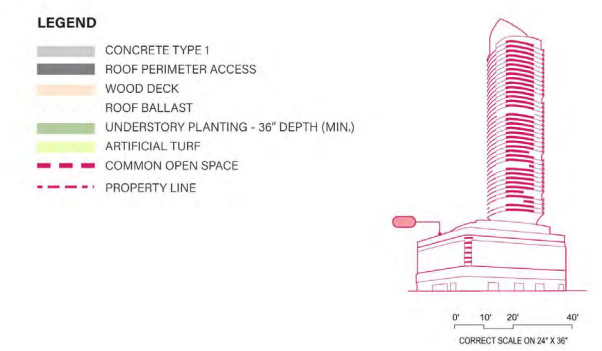 LEGEND
CONCRETE TYPE 1
ROOF PERIMETER ACCESS
WOOD DECK
ROOF BALLAST
UNDERSTORY PLANTING - 36" DEPTH (MIN.)
ARTIFICIAL TURF
COMMON OPEN SPACE
PROPERTY LINE
0' 10' 20' 40'
CORRECT SCALE ON 24" X 36"